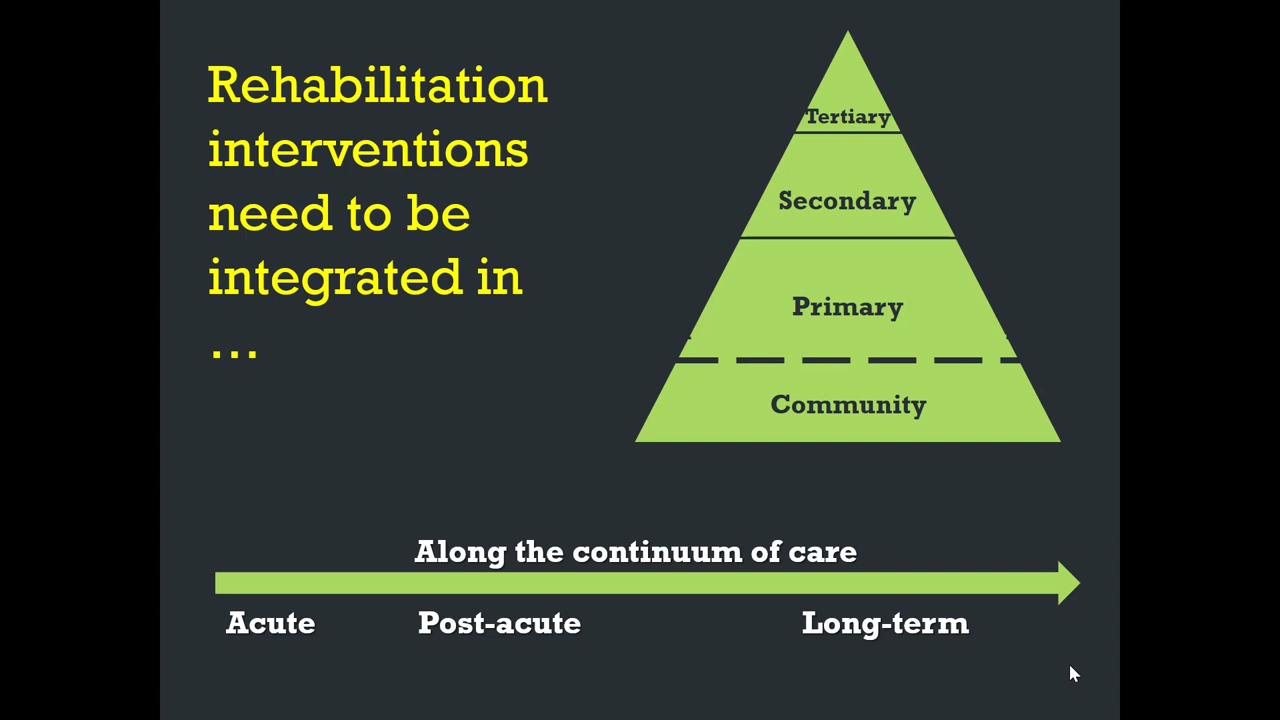 Rehabilitation
interventions
need to be
integrated in
…
Tertiary
Secondary
Primary
Community
Along the continuum of care
Acute
Post-acute
Long-term